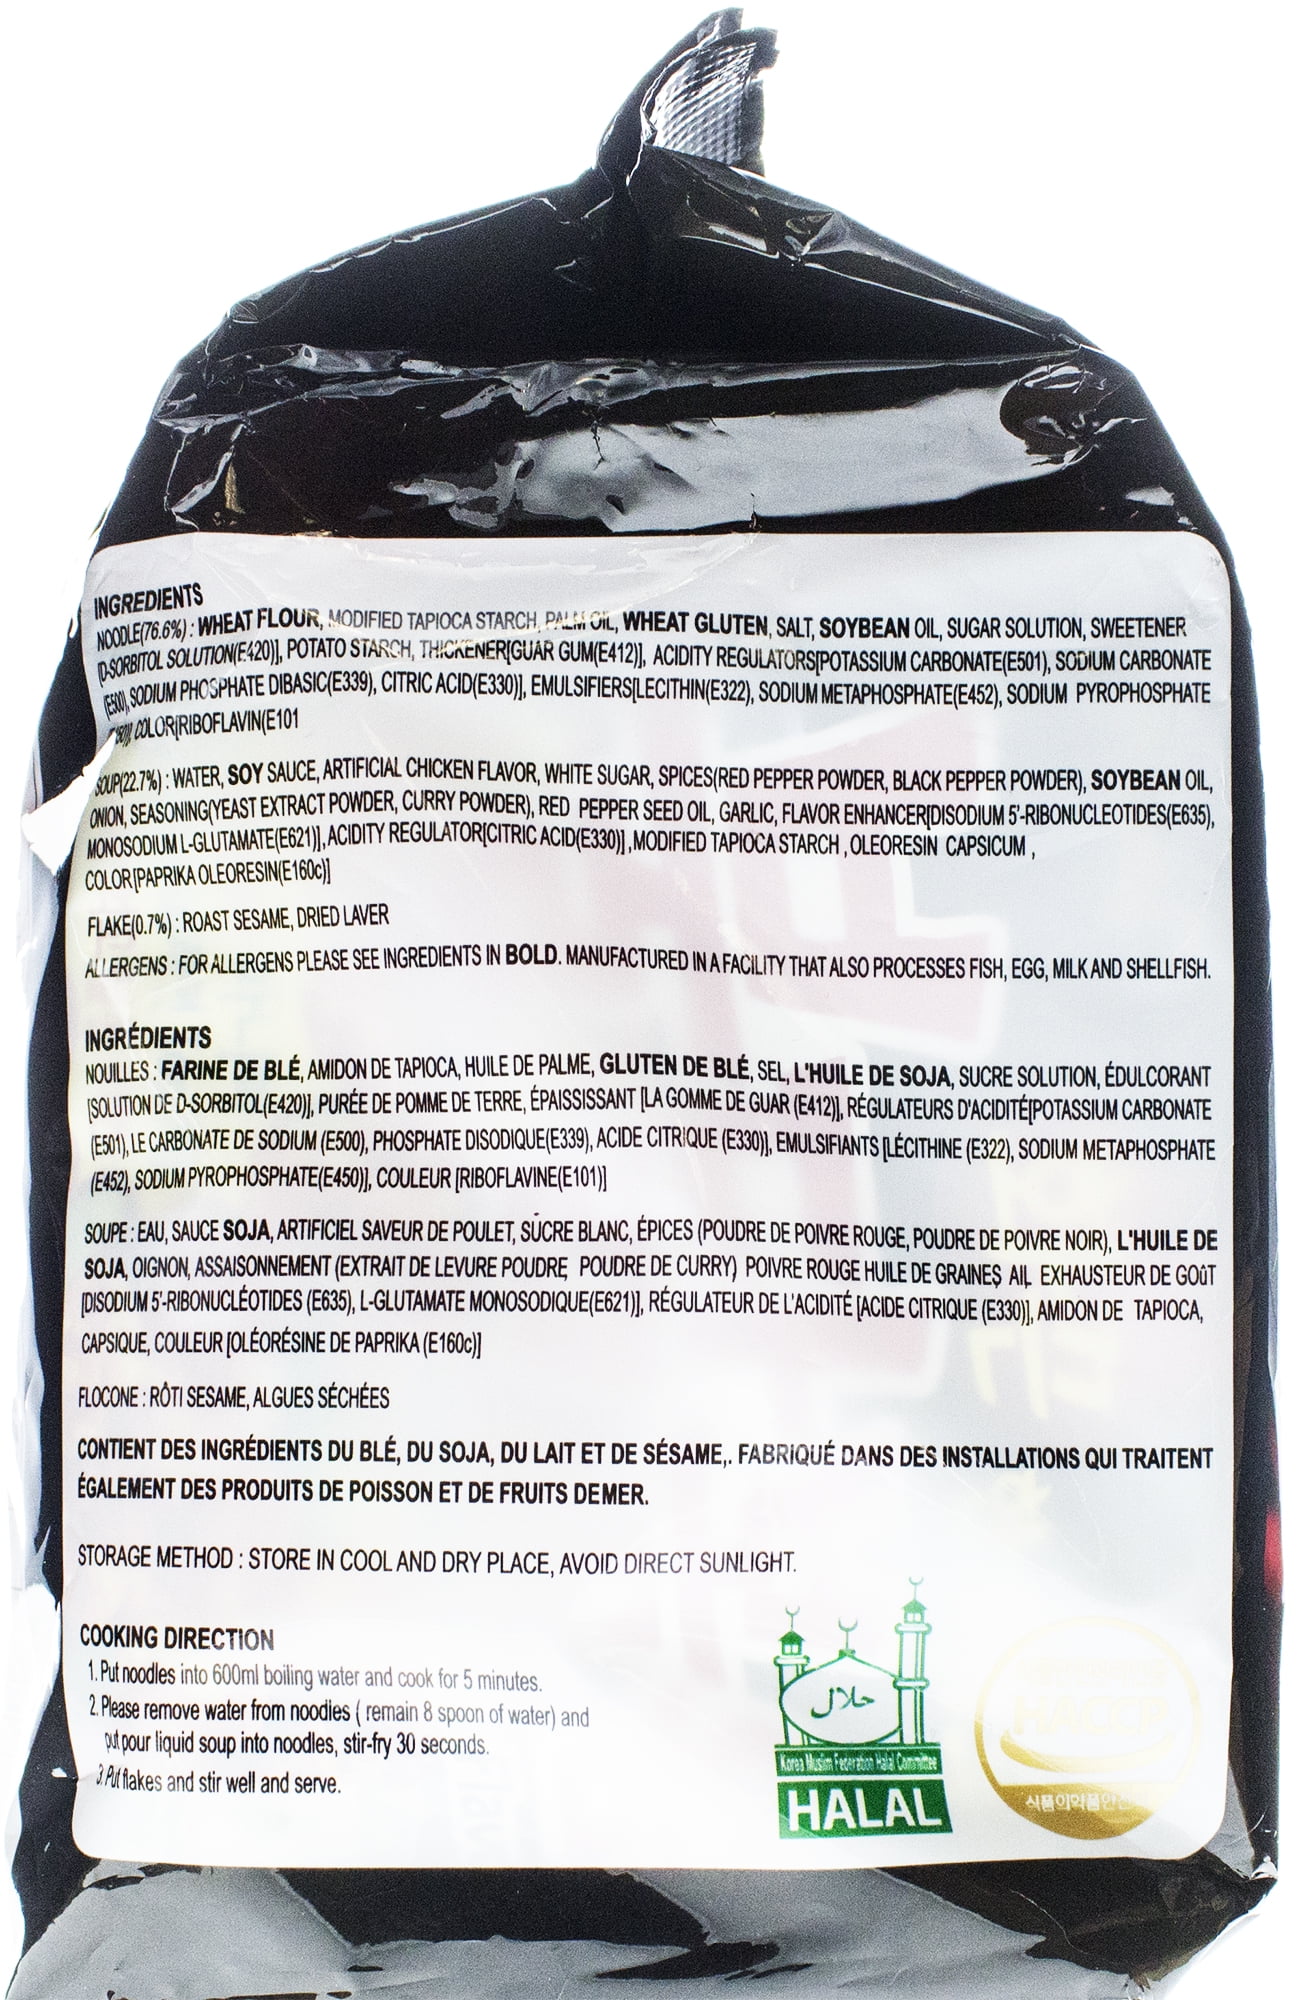 INGREDIENTS
NOODLE(76.6%) : WHEAT FLOUR, MODIFIED TAPIOCA STARCH, PALM OIL, WHEAT GLUTEN, SALT, SOYBEAN OIL, SUGAR SOLUTION, SWEETENER
[D-SORBITOL SOLUTION(E420)], POTATO STARCH, THICKENER[GUAR GUM(E412)], ACIDITY REGULATORS[POTASSIUM CARBONATE(E501), SODIUM CARBONATE
(E500), SODIUM PHOSPHATE DIBASIC(E339), CITRIC ACID(E330)], EMULSIFIERS[LECITHIN(E322), SODIUM METAPHOSPHATE(E452), SODIUM PYROPHOSPHATE
COLOR[RIBOFLAVIN(E101
SOUP(22.7%) : WATER, SOY SAUCE, ARTIFICIAL CHICKEN FLAVOR, WHITE SUGAR, SPICES(RED PEPPER POWDER, BLACK PEPPER POWDER), SOYBEAN OIL,
ONION, SEASONING(YEAST EXTRACT POWDER, CURRY POWDER), RED PEPPER SEED OIL, GARLIC, FLAVOR ENHANCER[DISODIUM 5'-RIBONUCLEOTIDES(E635),
MONOSODIUM L-GLUTAMATE(E621)], ACIDITY REGULATOR[CITRIC ACID(E330)] , MODIFIED TAPIOCA STARCH , OLEORESIN CAPSICUM ,
COLOR[PAPRIKA OLEORESIN(E160c)]
FLAKE(0.7%) : ROAST SESAME, DRIED LAVER
ALLERGENS : FOR ALLERGENS PLEASE SEE INGREDIENTS IN BOLD. MANUFACTURED IN A FACILITY THAT ALSO PROCESSES FISH, EGG, MILK AND SHELLFISH.
INGRÉDIENTS
NOUILLES : FARINE DE BLÉ, AMIDON DE TAPIOCA, HUILE DE PALME, GLUTEN DE BLÉ, SEL, L'HUILE DE SOJA, SUCRE SOLUTION, ÉDULCORANT
[SOLUTION DE D-SORBITOL(E420)], PURÉE DE POMME DE TERRE, ÉPAISSISSANT [LA GOMME DE GUAR (E412)], RÉGULATEURS D'ACIDITÉ[POTASSIUM CARBONATE
(E501), LE CARBONATE DE SODIUM (E500), PHOSPHATE DISODIQUE(E339), ACIDE CITRIQUE (E330)], EMULSIFIANTS [LÉCITHINE (E322), SODIUM METAPHOSPHATE
(E452), SODIUM PYROPHOSPHATE(E450)], COULEUR [RIBOFLAVINE(E101)]
SOUPE : EAU, SAUCE SOJA, ARTIFICIEL SAVEUR DE POULET, SUCRE BLANC, ÉPICES (POUDRE DE POIVRE ROUGE, POUDRE DE POIVRE NOIR), L'HUILE DE
SOJA, OIGNON, ASSAISONNEMENT (EXTRAIT DE LEVURE POUDRE, POUDRE DE CURRY) POIVRE ROUGE HUILE DE GRAINES, AIL, EXHAUSTEUR DE GOûT
[DISODIUM 5'-RIBONUCLÉOTIDES (E635), L-GLUTAMATE MONOSODIQUE(E621)], RÉGULATEUR DE L'ACIDITÉ [ACIDE CITRIQUE (E330)], AMIDON DE TAPIOCA,
CAPSIQUE, COULEUR [OLÉORÉSINE DE PAPRIKA (E160c)]
FLOCONE : RÔTI SESAME, ALGUES SÉCHÉES
CONTIENT DES INGRÉDIENTS DU BLÉ, DU SOJA, DU LAIT ET DE SÉSAME,. FABRIQUÉ DANS DES INSTALLATIONS QUI TRAITENT
ÉGALEMENT DES PRODUITS DE POISSON ET DE FRUITS DEMER.
STORAGE METHOD : STORE IN COOL AND DRY PLACE, AVOID DIRECT SUNLIGHT.
COOKING DIRECTION
1. Put noodles into 600ml boiling water and cook for 5 minutes.
2. Please remove water from noodles ( remain 8 spoon of water) and
put pour liquid soup into noodles, stir-fry 30 seconds.
3. Put flakes and stir well and serve.
حلال
Korea Muslim Federation Halal Committee
HALAL
HACCP
식품의약품안전